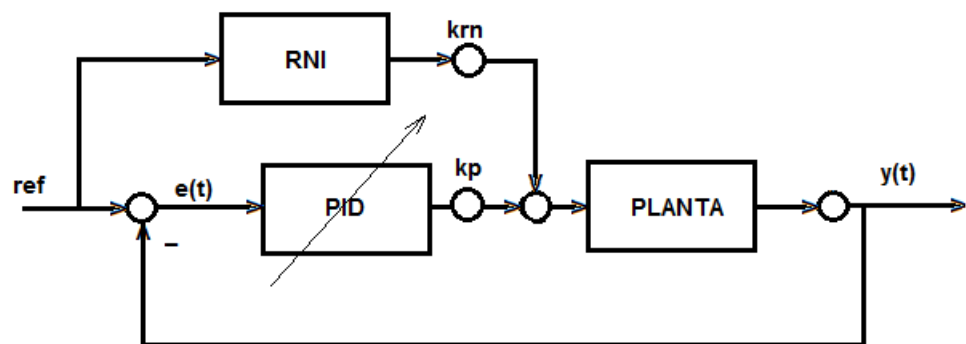 RNI
krn
ref
e(t)
PID
kp
PLANTA
y(t)
–